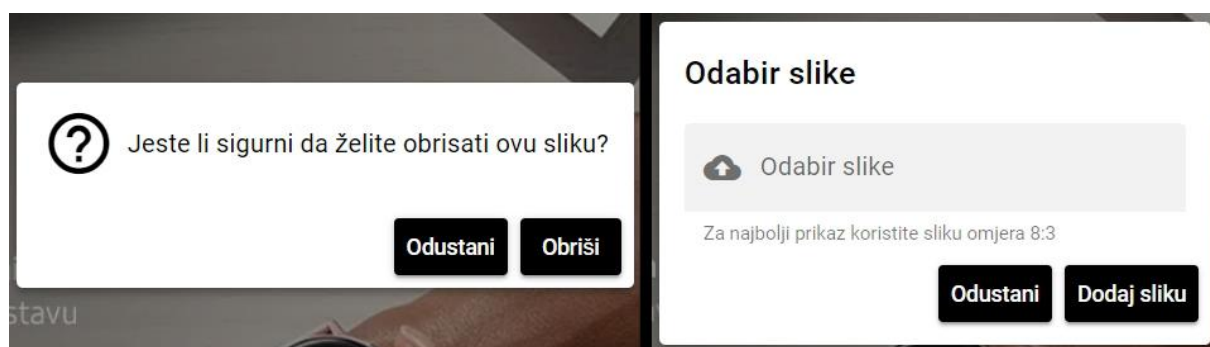 Jeste li sigurni da želite obrisati ovu sliku?
Odustani
Obriši
stavu
Odabir slike
Odabir slike
Za najbolji prikaz koristite sliku omjera 8:3
Odustani
Dodaj sliku